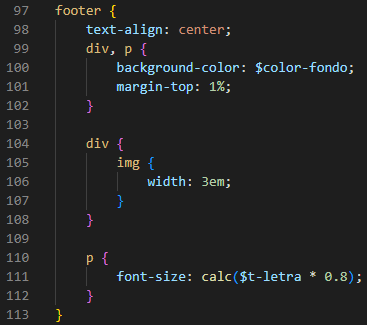 97 footer {
98     text-align: center;
99     div, p {
100         background-color: $color-fondo;
101         margin-top: 1%;
102     }
103
104     div {
105         img {
106             width: 3em;
107         }
108     }
109
110     p {
111         font-size: calc($t-letra * 0.8);
112     }
113 }